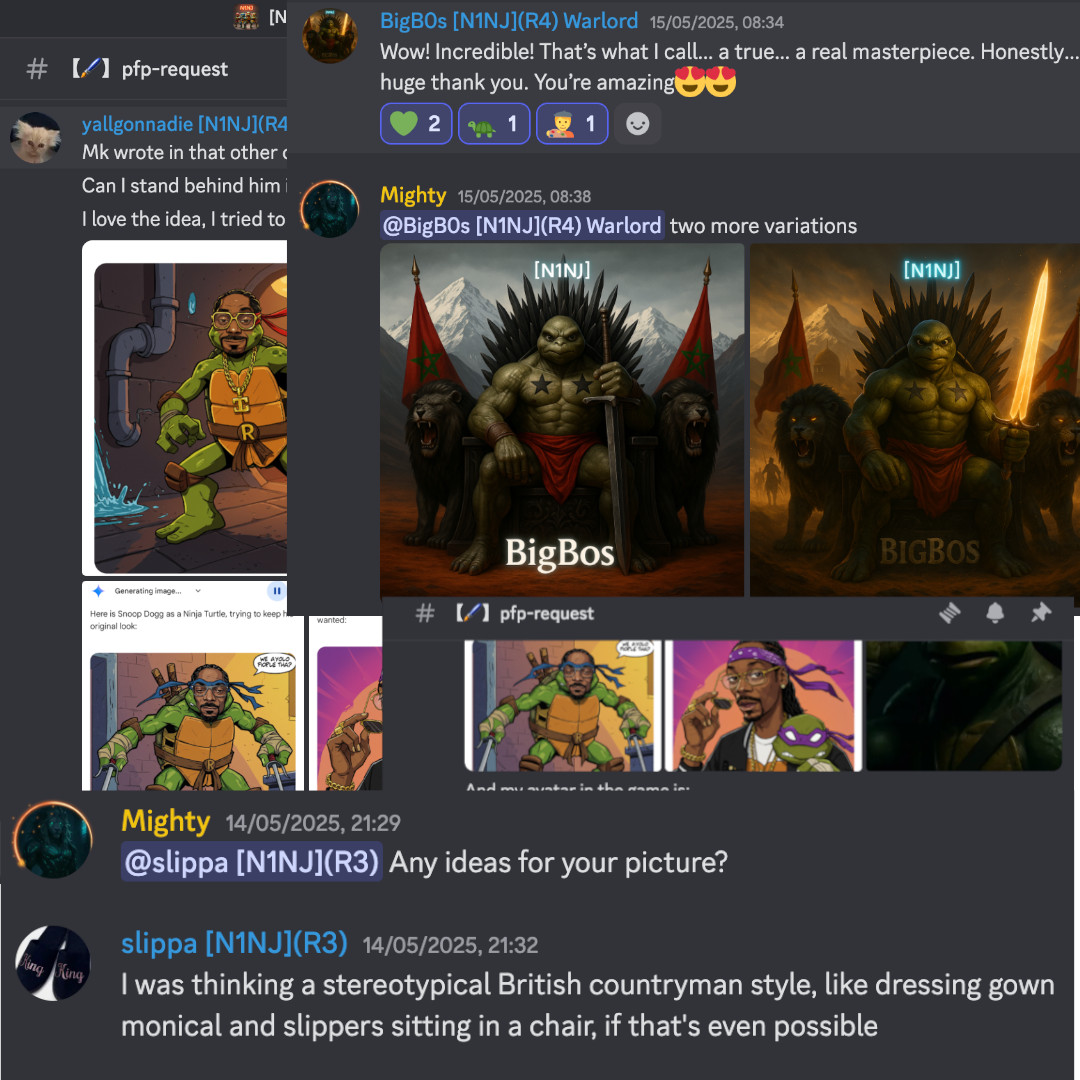 [N
# 【🖌️】 pfp-request
yallgonnadie [N1NJ](R4
Mk wrote in that other
Can I stand behind him
I love the idea, I tried to
R
Generating image...
Here is Snoop Dogg as a Ninja Turtle, trying to keep
original look:
wanted:
BigB0s [N1NJ](R4) Warlord 15/05/2025, 08:34
Wow! Incredible! That’s what I call... a true... a real masterpiece. Honestly...
huge thank you. You’re amazing😍😍
💚 2 🐢 1 🧑‍🎨 1
Mighty 15/05/2025, 08:38
@BigB0s [N1NJ](R4) Warlord two more variations
[N1NJ]
BigBos
[N1NJ]
BIGBOS
# 【🖌️】 pfp-request
And my avatar in the game is:
Mighty 14/05/2025, 21:29
@slippa [N1NJ](R3) Any ideas for your picture?
King King
slippa [N1NJ](R3) 14/05/2025, 21:32
I was thinking a stereotypical British countryman style, like dressing gown
monical and slippers sitting in a chair, if that's even possible